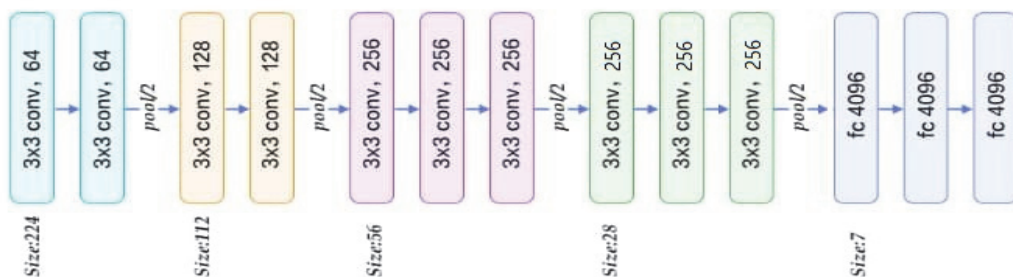 3x3 conv, 64
3x3 conv, 64
pool/2
3x3 conv, 128
3x3 conv, 128
pool/2
3x3 conv, 256
3x3 conv, 256
3x3 conv, 256
pool/2
3x3 conv, 256
3x3 conv, 256
3x3 conv, 256
pool/2
fc 4096
fc 4096
fc 4096
Size:224
Size:112
Size:56
Size:28
Size:7